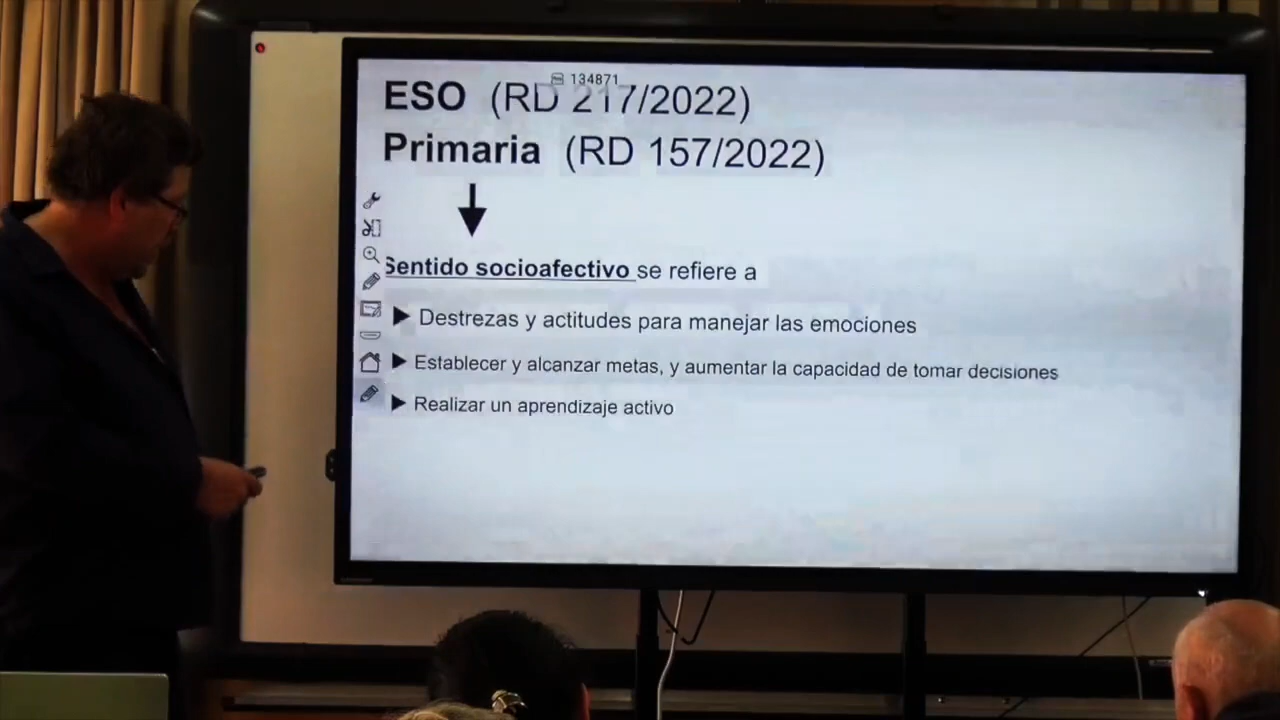 134871
ESO (RD 217/2022)
Primaria (RD 157/2022)
Sentido socioafectivo se refiere a
Destrezas y actitudes para manejar las emociones
Establecer y alcanzar metas, y aumentar la capacidad de tomar decisiones
Realizar un aprendizaje activo